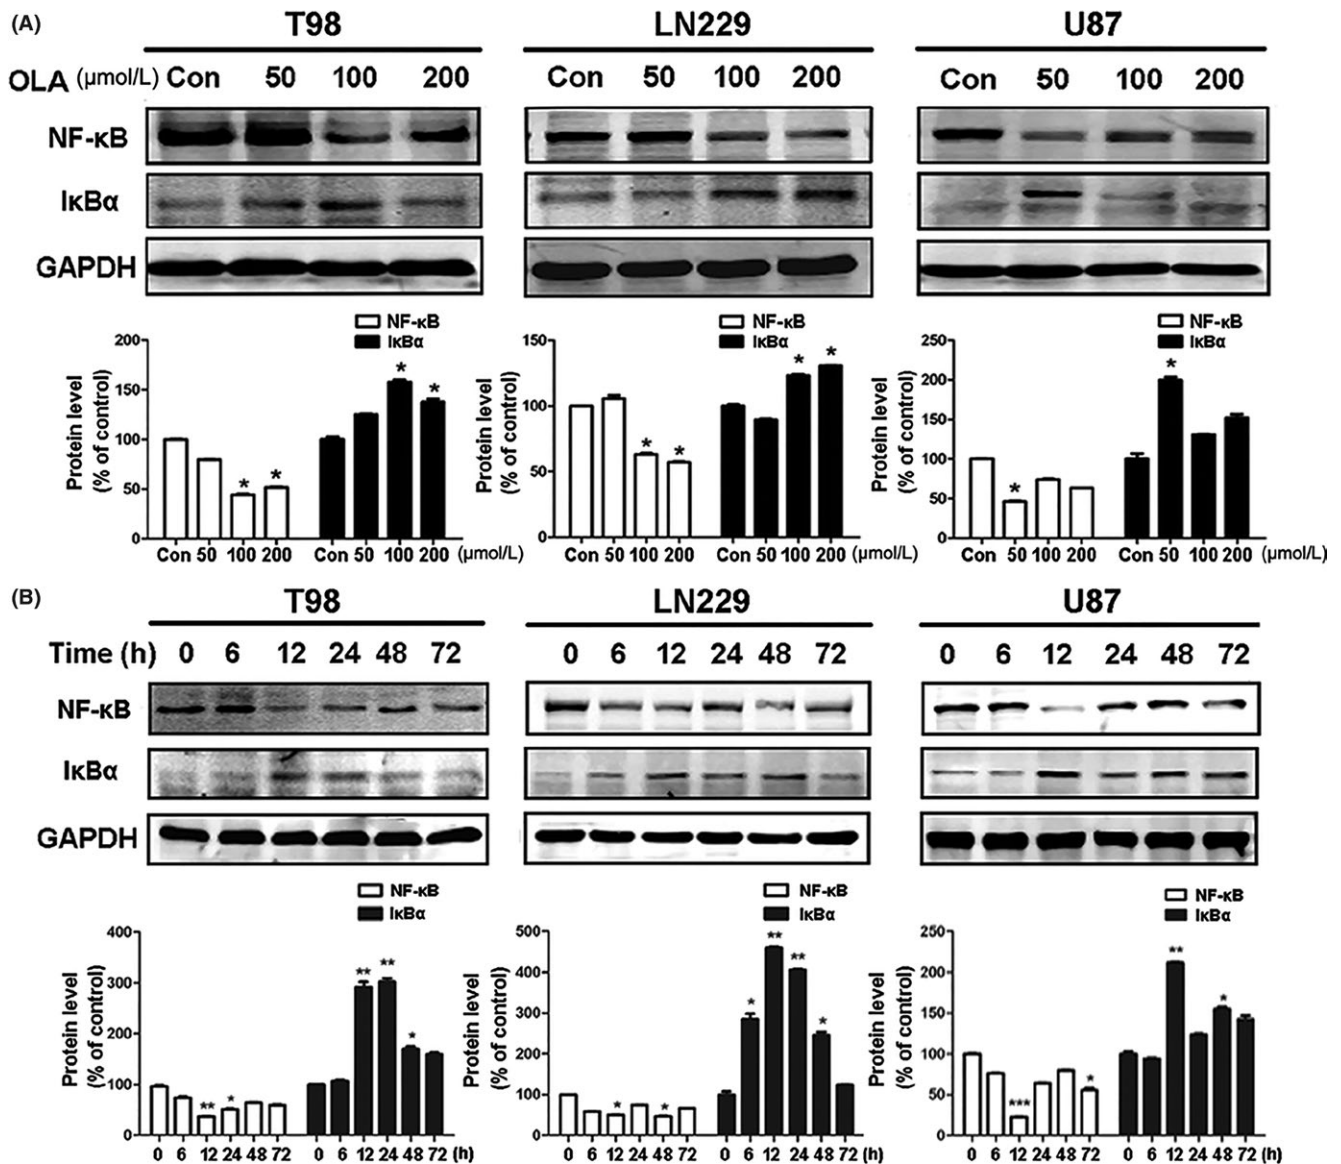 (A)
T98 LN229 U87
OLA (μmol/L) Con 50 100 200 Con 50 100 200 Con 50 100 200
NF-κB
IκBα
GAPDH
NF-κB NF-κB NF-κB
IκBα IκBα IκBα
Protein level (% of control)
200
150
100
50
0
* * * *
Con 50 100 200 Con 50 100 200 (μmol/L)
Protein level (% of control)
150
100
50
0
* * * *
Con 50 100 200 Con 50 100 200 (μmol/L)
Protein level (% of control)
250
200
150
100
50
0
* *
Con 50 100 200 Con 50 100 200 (μmol/L)
(B)
T98 LN229 U87
Time (h) 0 6 12 24 48 72 0 6 12 24 48 72 0 6 12 24 48 72
NF-κB
IκBα
GAPDH
NF-κB NF-κB NF-κB
IκBα IκBα IκBα
Protein level (% of control)
400
300
200
100
0
** * ** ** *
0 6 12 24 48 72 0 6 12 24 48 72 (h)
Protein level (% of control)
500
400
300
200
100
0
* * * ** ** *
0 6 12 24 48 72 0 6 12 24 48 72 (h)
Protein level (% of control)
250
200
150
100
50
0
*** * ** *
0 6 12 24 48 72 0 6 12 24 48 72 (h)